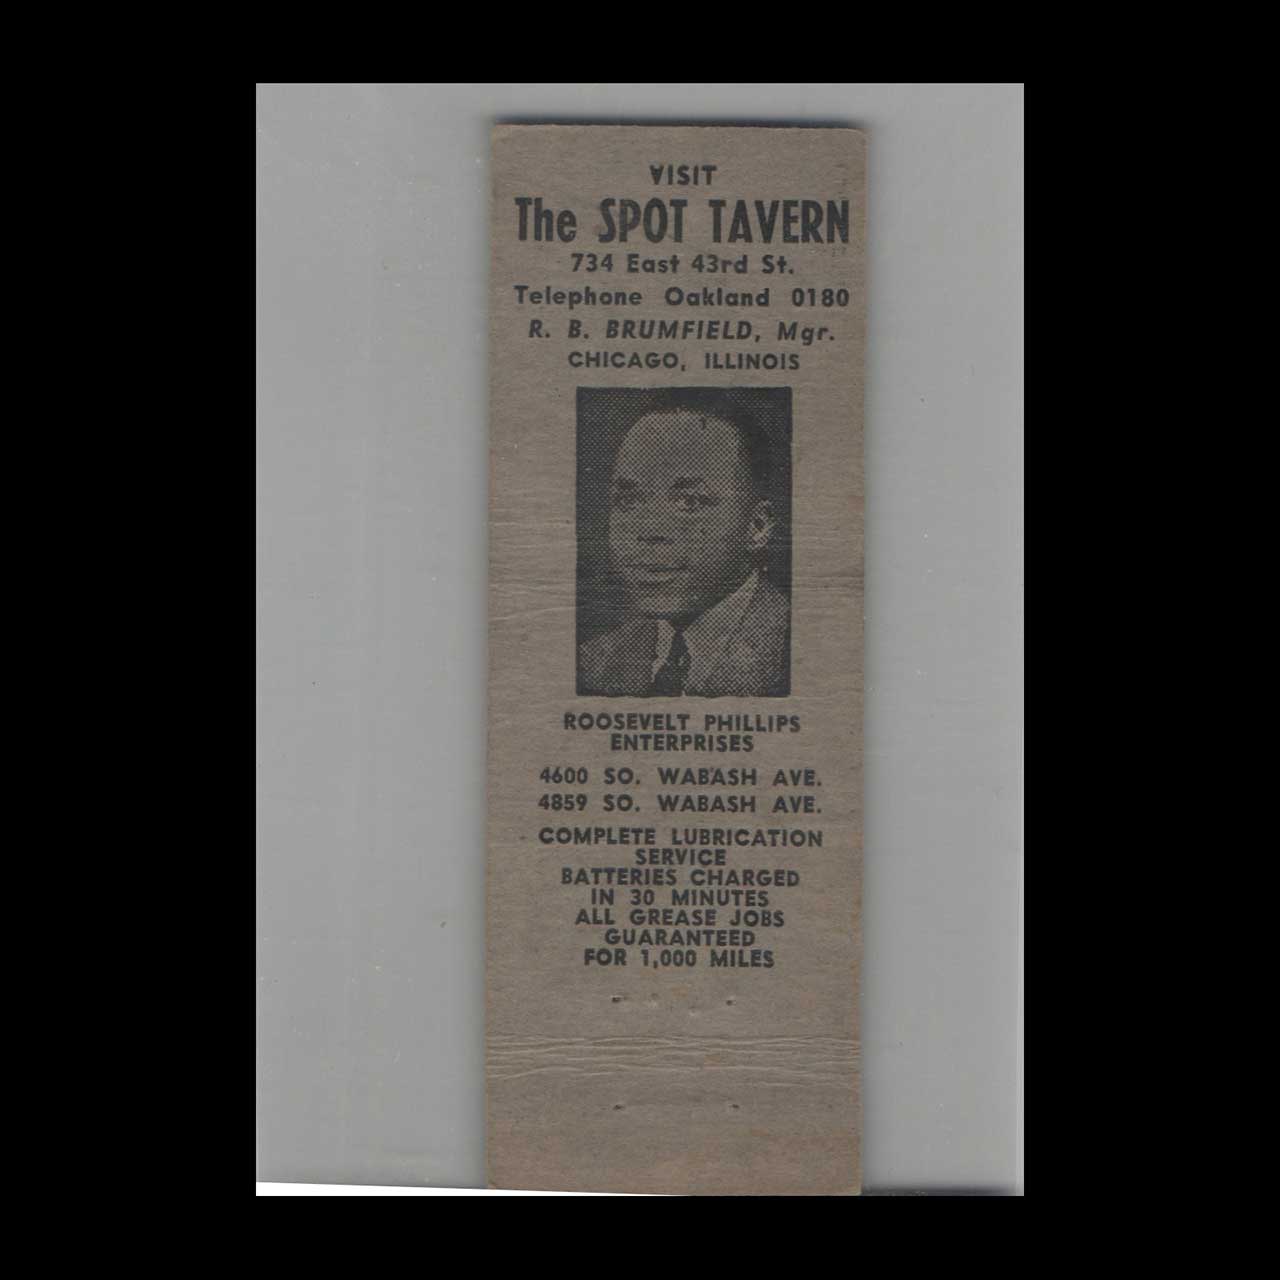 VISIT
The SPOT TAVERN
734 East 43rd St.
Telephone Oakland 0180
R. B. BRUMFIELD, Mgr.
CHICAGO, ILLINOIS
ROOSEVELT PHILLIPS
ENTERPRISES
4600 SO. WABASH AVE.
4859 SO. WABASH AVE.
COMPLETE LUBRICATION
SERVICE
BATTERIES CHARGED
IN 30 MINUTES
ALL GREASE JOBS
GUARANTEED
FOR 1,000 MILES